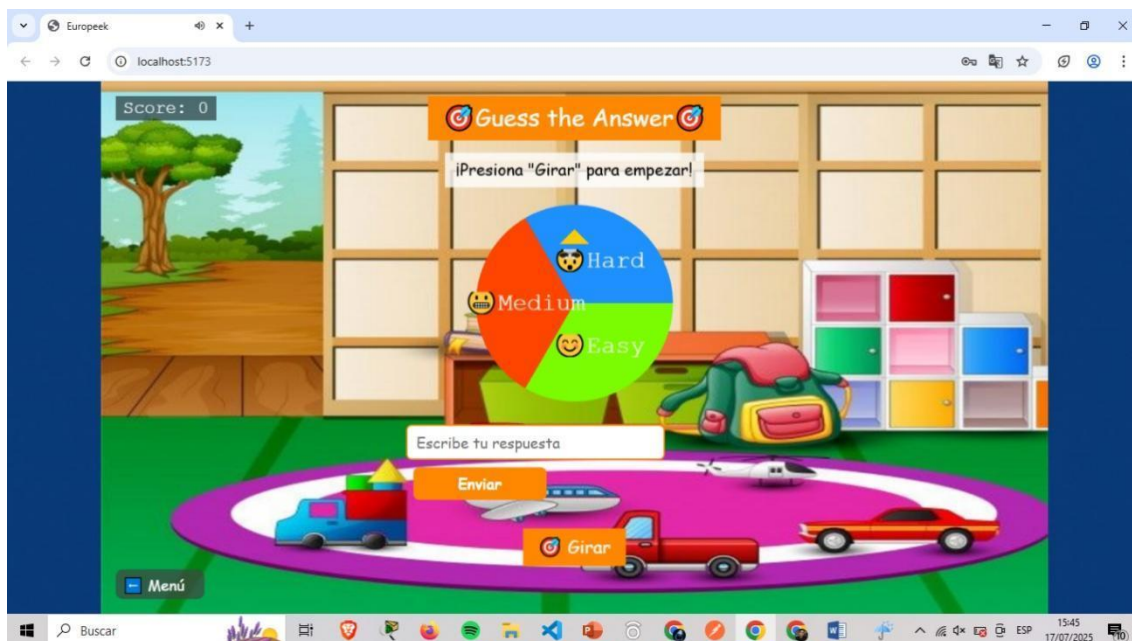 Europeek
localhost:5173
Score: 0
Guess the Answer
¡Presiona "Girar" para empezar!
Hard
Medium
Easy
Escribe tu respuesta
Enviar
Girar
Menú
Buscar
ESP
15:45
17/07/2025